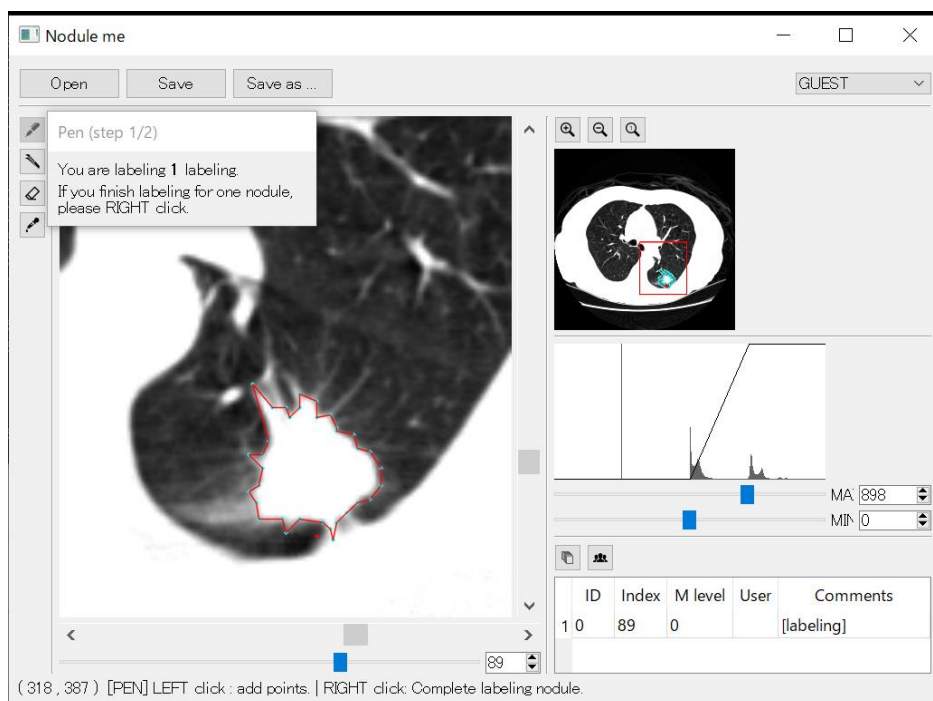 Nodule me
Open
Save
Save as ...
GUEST
Pen (step 1/2)
You are labeling 1 labeling.
If you finish labeling for one nodule,
please RIGHT click.
MA: 898
MIN 0
ID Index M level User Comments
1 0 89 0 [labeling]
89
( 318 , 387 ) [PEN] LEFT click : add points. | RIGHT click: Complete labeling nodule.